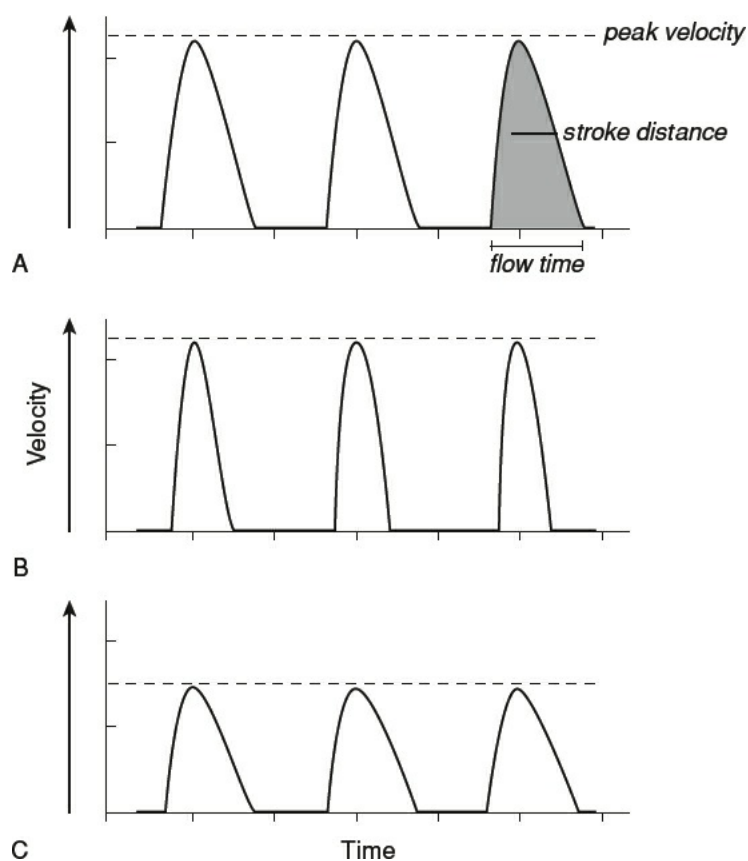 peak velocity
stroke distance
A
flow time
Velocity
B
C
Time